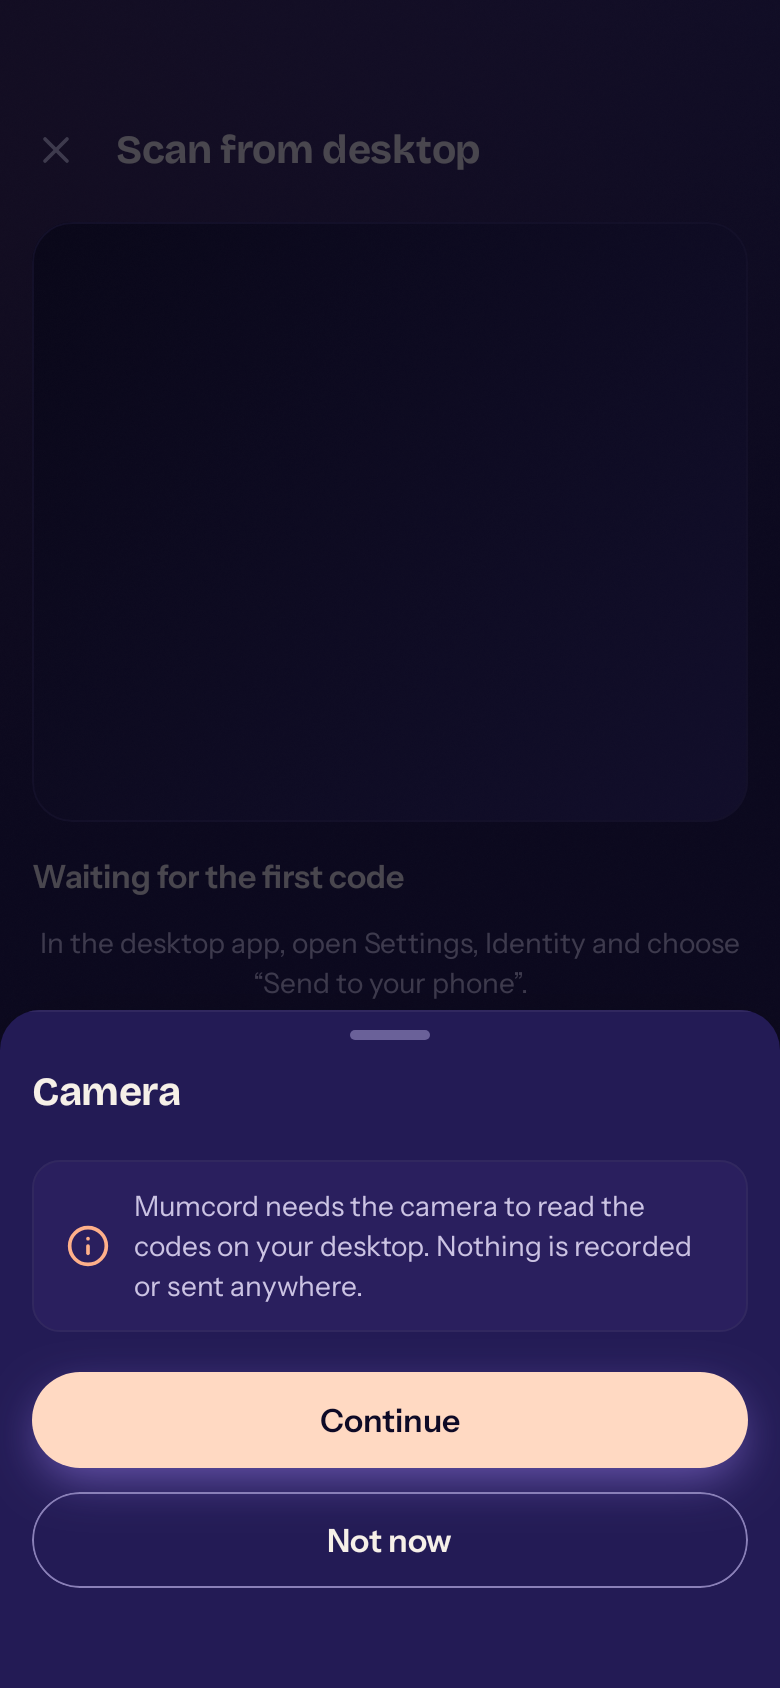 Scan from desktop
Waiting for the first code
In the desktop app, open Settings, Identity and choose
“Send to your phone”.
Camera
Mumcord needs the camera to read the
codes on your desktop. Nothing is recorded
or sent anywhere.
Continue
Not now